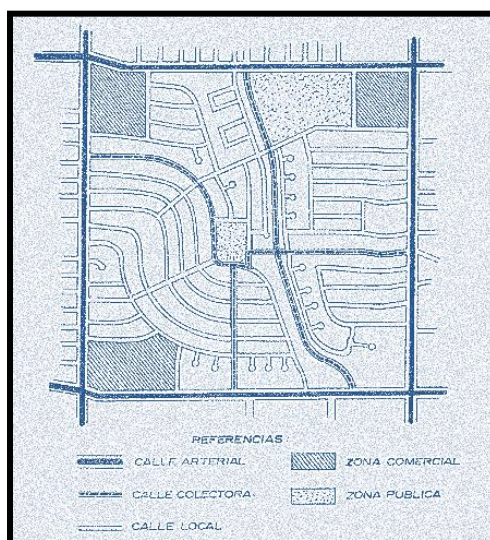 REFERENCIAS
CALLE ARTERIAL
ZONA COMERCIAL
CALLE COLECTORA
ZONA PUBLICA
CALLE LOCAL